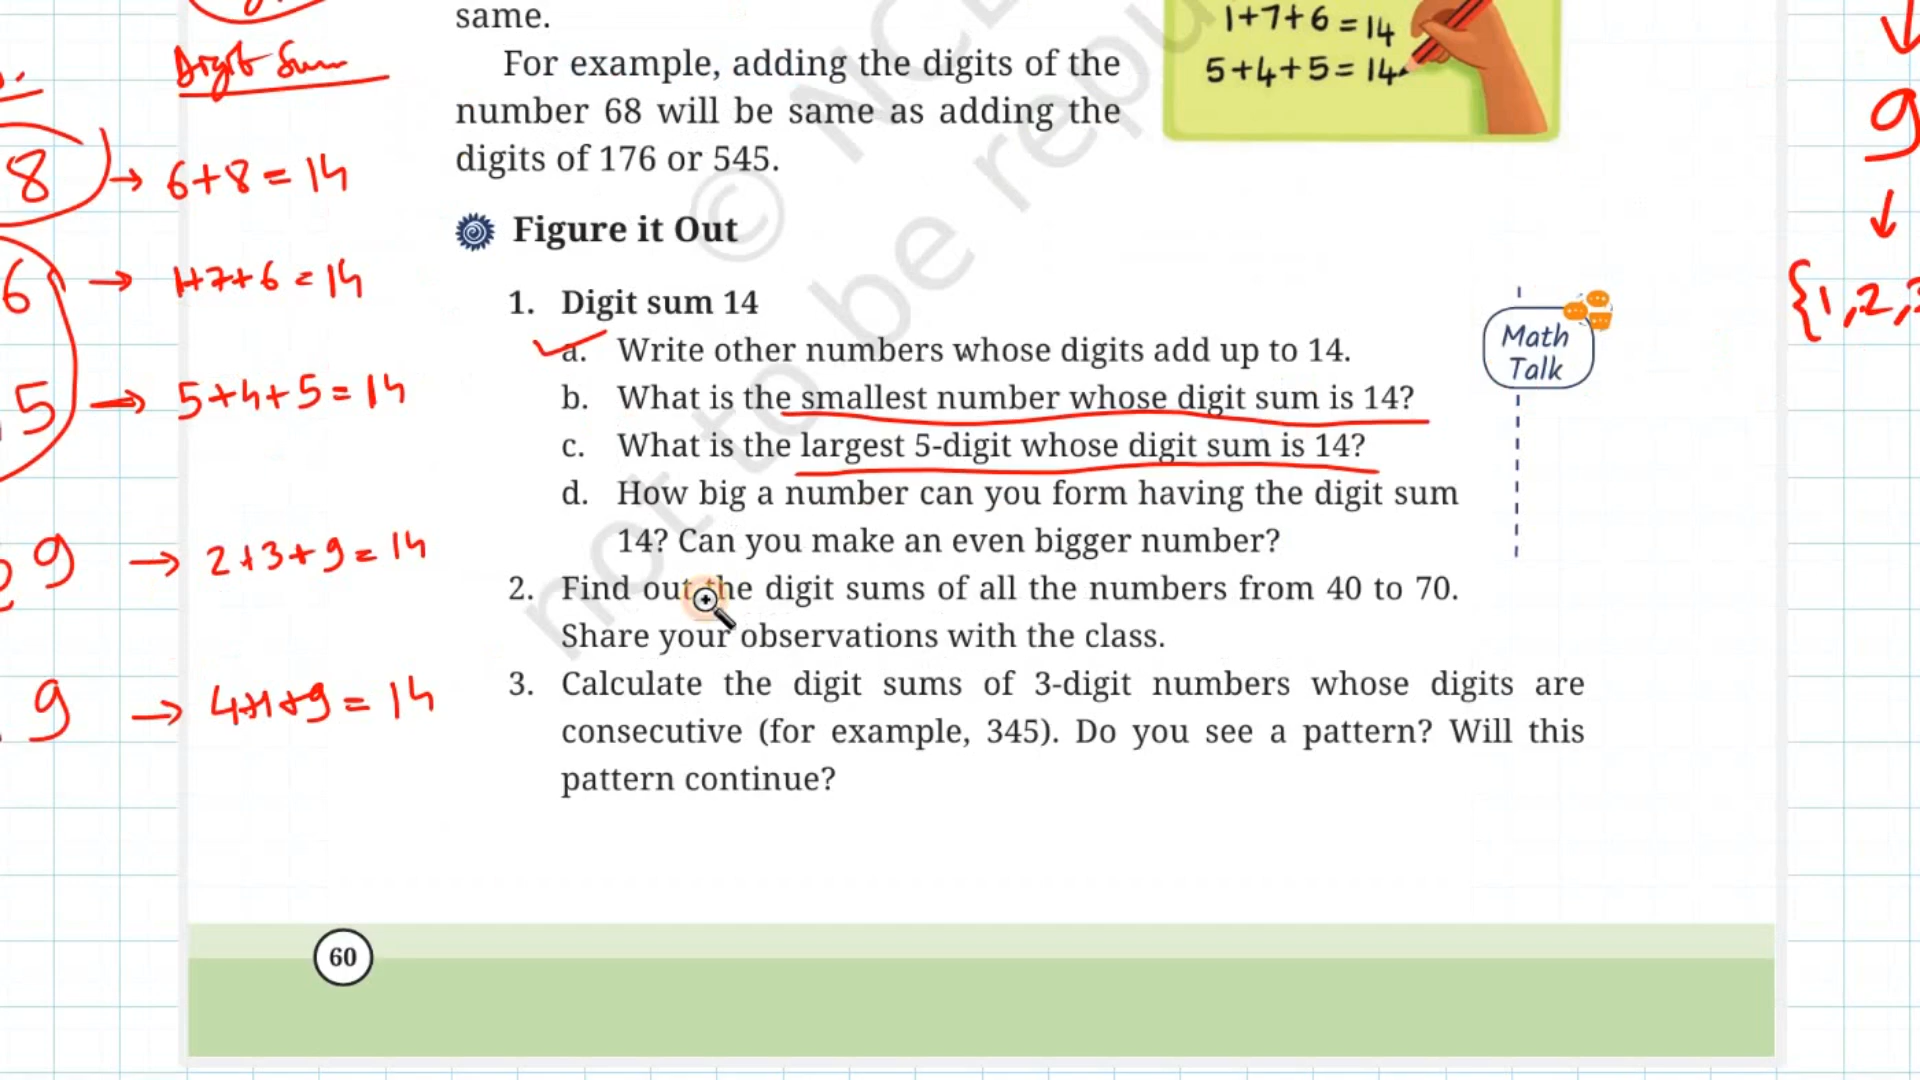 same.
1+7+6=14
For example, adding the digits of the
5+4+5=14
number 68 will be same as adding the
digits of 176 or 545.
Digit Sum
8 → 6+8=14
6 → 1+7+6=14
5 → 5+4+5=14
9 → 2+3+9=14
9 → 4+1+9=14
Figure it Out
1. Digit sum 14
a. Write other numbers whose digits add up to 14.
b. What is the smallest number whose digit sum is 14?
c. What is the largest 5-digit whose digit sum is 14?
d. How big a number can you form having the digit sum
14? Can you make an even bigger number?
Math
Talk
2. Find out the digit sums of all the numbers from 40 to 70.
Share your observations with the class.
3. Calculate the digit sums of 3-digit numbers whose digits are
consecutive (for example, 345). Do you see a pattern? Will this
pattern continue?
↓
9
↓
{1,2,3
© NCE
not to be repu
60